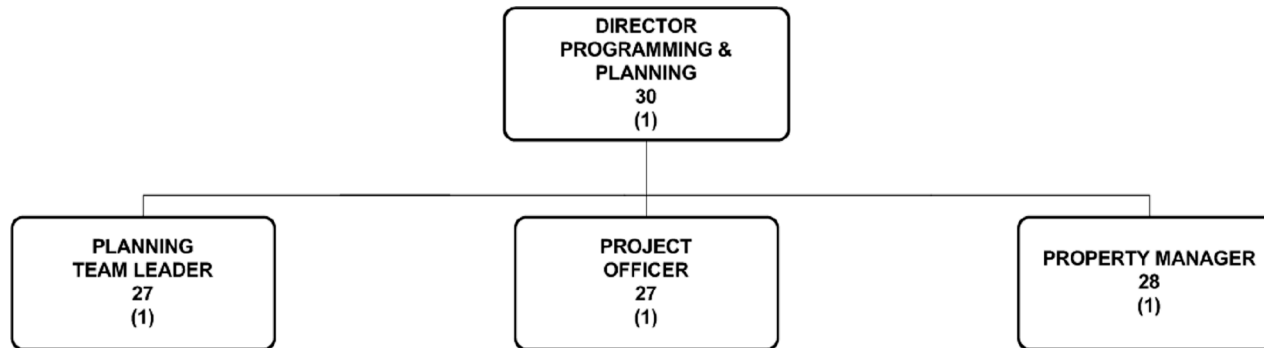 DIRECTOR
PROGRAMMING &
PLANNING
30
(1)
PLANNING
TEAM LEADER
27
(1)
PROJECT
OFFICER
27
(1)
PROPERTY MANAGER
28
(1)